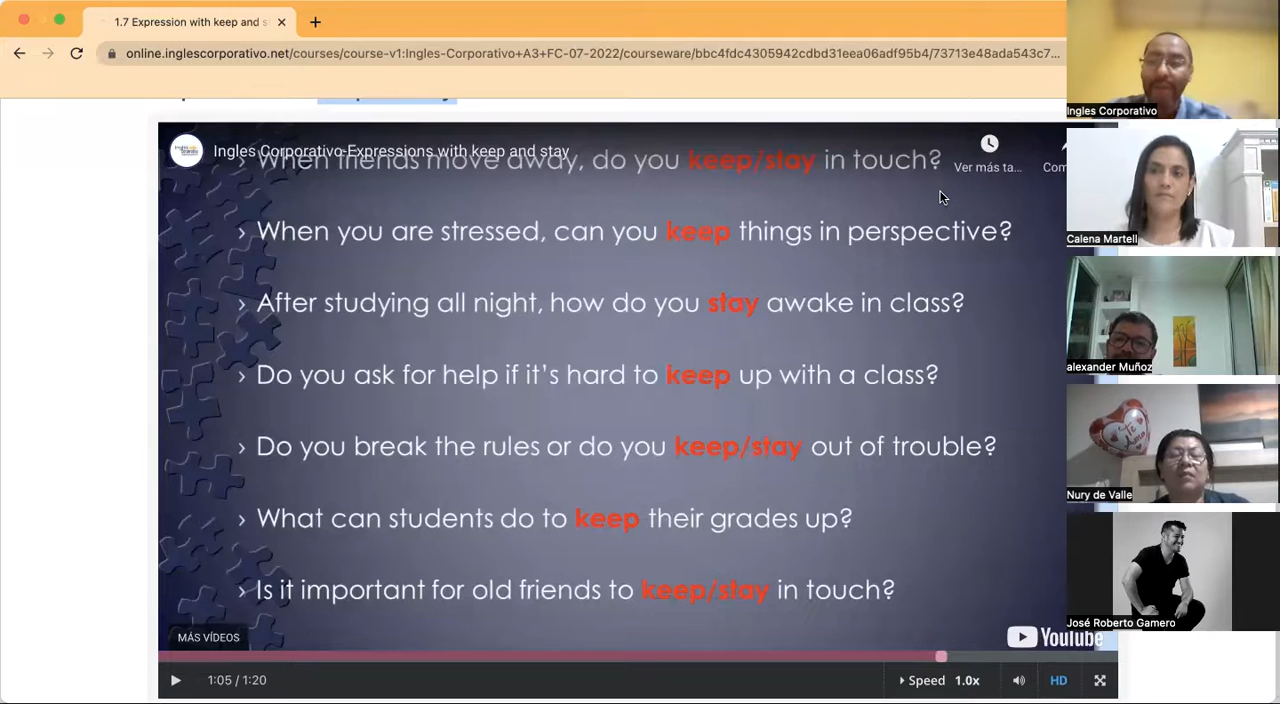 1.7 Expression with keep and s
online.inglescorporativo.net/courses/course-v1:Ingles-Corporativo+A3+FC-07-2022/courseware/bbc4fdc4305942cdbd31eea06adf95b4/73713e48ada543c7...
Ingles Corporativo-Expressions with keep and stay
› When friends move away, do you keep/stay in touch?
Ver más ta...
Com
› When you are stressed, can you keep things in perspective?
› After studying all night, how do you stay awake in class?
› Do you ask for help if it's hard to keep up with a class?
› Do you break the rules or do you keep/stay out of trouble?
› What can students do to keep their grades up?
› Is it important for old friends to keep/stay in touch?
MÁS VÍDEOS
YouTube
1:05 / 1:20
Speed 1.0x
HD
Ingles Corporativo
Calena Martell
alexander Muñoz
Nury de Valle
José Roberto Gamero